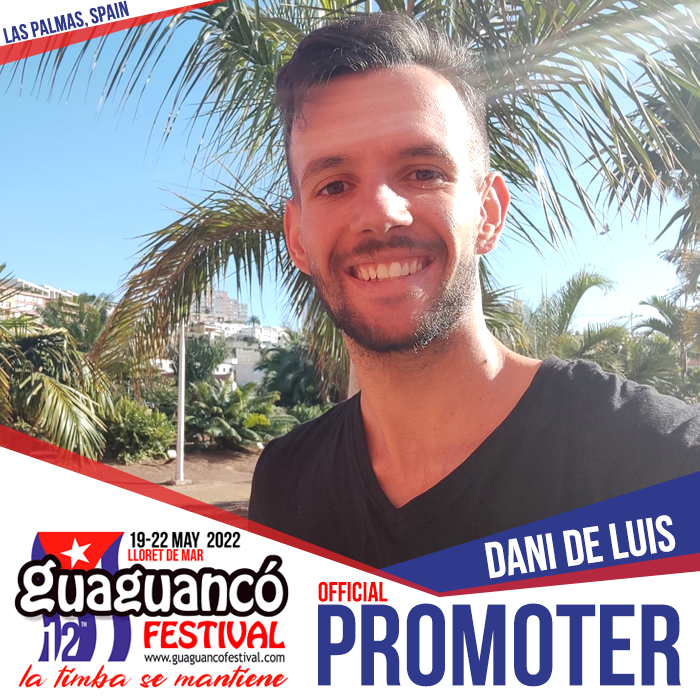 LAS PALMAS, SPAIN
DANI DE LUIS
19-22 MAY 2022
LLORET DE MAR
guaguancó
12TH
FESTIVAL
www.guaguancofestival.com
la timba se mantiene
OFFICIAL
PROMOTER